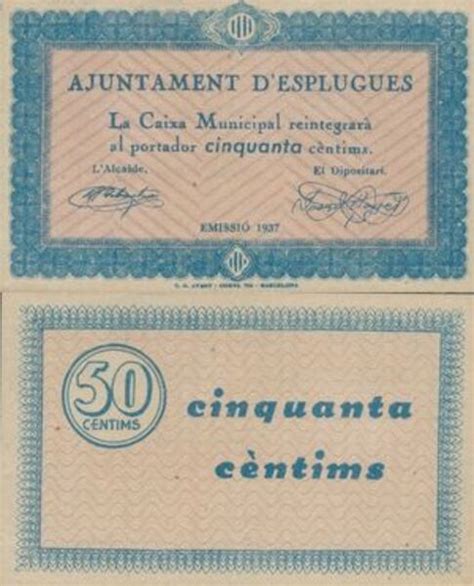 AJUNTAMENT D'ESPLUGUES
La Caixa Municipal reintegrarà
al portador cinquanta cèntims.
L'Alcalde. El Dipositari.
EMISSIÓ 1937
BARCELONA
50
CENTIMS
cinquanta
cèntims